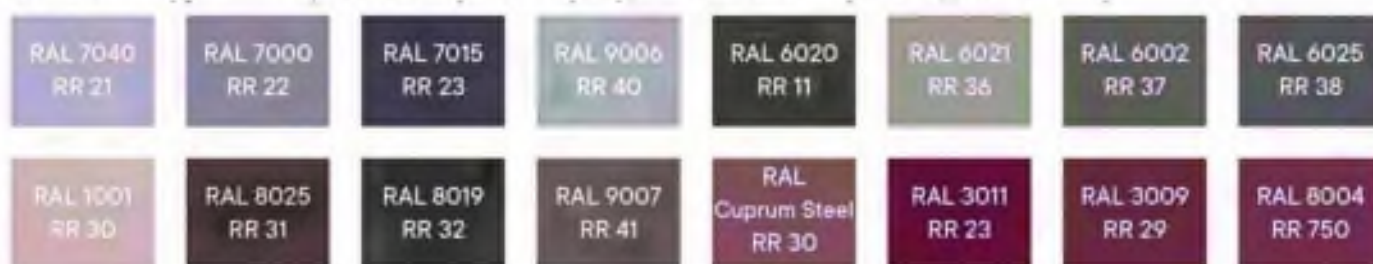 RAL 7040
RR 21
RAL 7000
RR 22
RAL 7015
RR 23
RAL 9006
RR 40
RAL 6020
RR 11
RAL 6021
RR 36
RAL 6002
RR 37
RAL 6025
RR 38
RAL 1001
RR 30
RAL 8025
RR 31
RAL 8019
RR 32
RAL 9007
RR 41
RAL
Cuprum Steel
RR 30
RAL 3011
RR 23
RAL 3009
RR 29
RAL 8004
RR 750